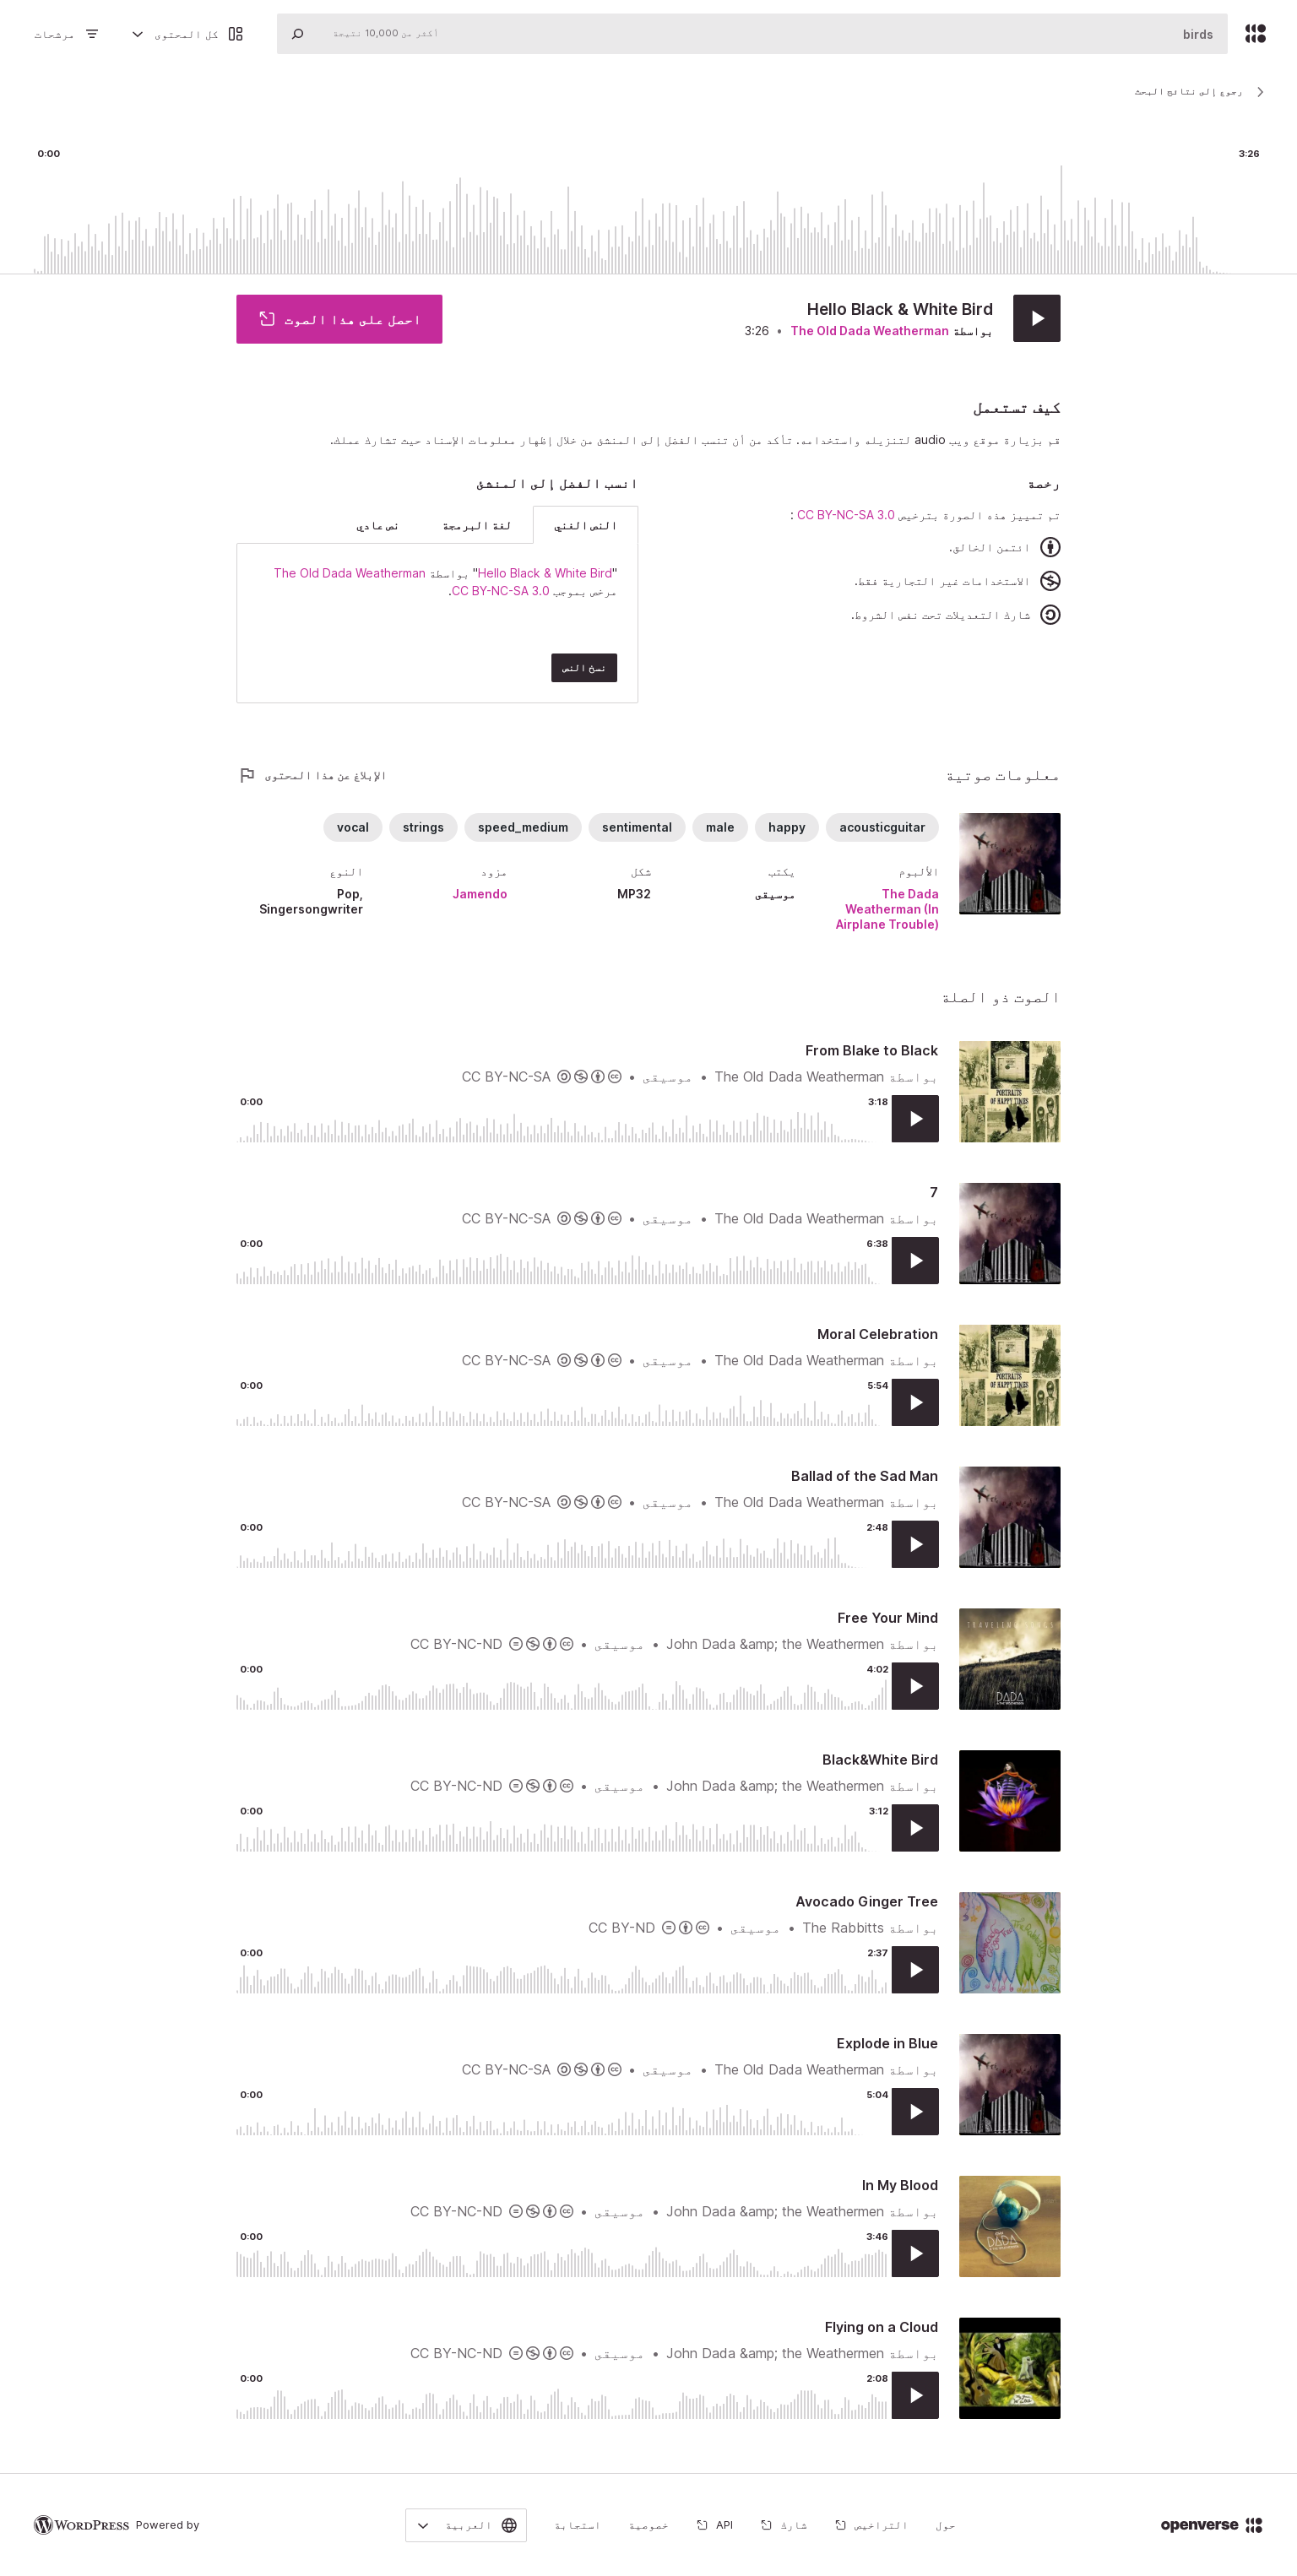 birds
أكثر من 10,000 نتيجة
كل المحتوى
مرشحات
رجوع إلى نتائج البحث
0:00
3:26
Hello Black & White Bird
بواسطة The Old Dada Weatherman • 3:26
احصل على هذا الصوت
كيف تستعمل
قم بزيارة موقع ويب audio لتنزيله واستخدامه. تأكد من أن تنسب الفضل إلى المنشئ من خلال إظهار معلومات الإسناد حيث تشارك عملك.
رخصة
تم تمييز هذه الصورة بترخيص CC BY-NC-SA 3.0 :
ائتمن الخالق.
الاستخدامات غير التجارية فقط.
شارك التعديلات تحت نفس الشروط.
انسب الفضل إلى المنشئ
النص الغني
لغة البرمجة
نص عادي
"Hello Black & White Bird" بواسطة The Old Dada Weatherman
مرخص بموجب CC BY-NC-SA 3.0.
نسخ النص
معلومات صوتية
الإبلاغ عن هذا المحتوى
acousticguitar
happy
male
sentimental
speed_medium
strings
vocal
الألبوم
The Dada
Weatherman (In
Airplane Trouble)
يكتب
موسيقى
شكل
MP32
مزود
Jamendo
النوع
Pop,
Singersongwriter
الصوت ذو الصلة
From Blake to Black
بواسطة The Old Dada Weatherman • موسيقى • CC BY-NC-SA
0:00
3:18
7
بواسطة The Old Dada Weatherman • موسيقى • CC BY-NC-SA
0:00
6:38
Moral Celebration
بواسطة The Old Dada Weatherman • موسيقى • CC BY-NC-SA
0:00
5:54
Ballad of the Sad Man
بواسطة The Old Dada Weatherman • موسيقى • CC BY-NC-SA
0:00
2:48
Free Your Mind
بواسطة John Dada &amp; the Weathermen • موسيقى • CC BY-NC-ND
0:00
4:02
Black&White Bird
بواسطة John Dada &amp; the Weathermen • موسيقى • CC BY-NC-ND
0:00
3:12
Avocado Ginger Tree
بواسطة The Rabbitts • موسيقى • CC BY-ND
0:00
2:37
Explode in Blue
بواسطة The Old Dada Weatherman • موسيقى • CC BY-NC-SA
0:00
5:04
In My Blood
بواسطة John Dada &amp; the Weathermen • موسيقى • CC BY-NC-ND
0:00
3:46
Flying on a Cloud
بواسطة John Dada &amp; the Weathermen • موسيقى • CC BY-NC-ND
0:00
2:08
openverse
حول
التراخيص
شارك
API
خصوصية
استجابة
العربية
Powered by
WORDPRESS